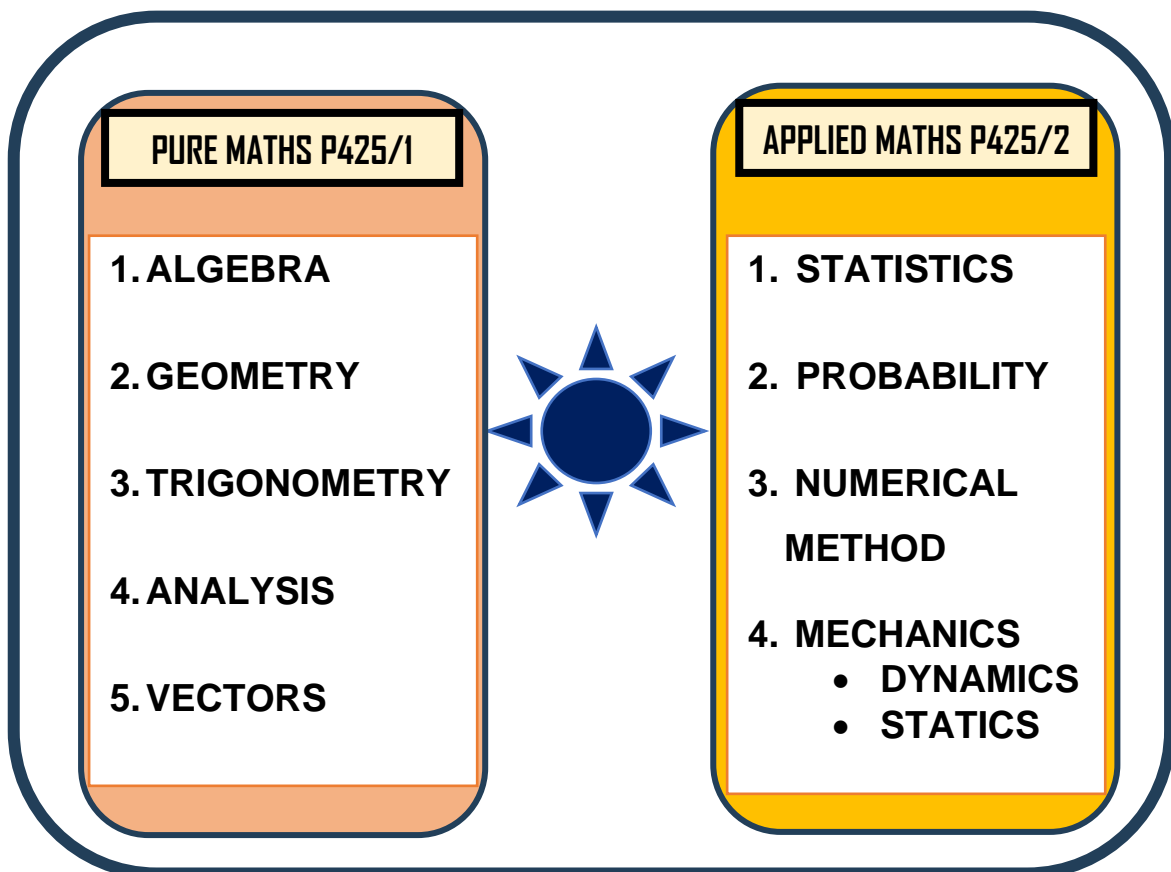 PURE MATHS P425/1
1. ALGEBRA
2. GEOMETRY
3. TRIGONOMETRY
4. ANALYSIS
5. VECTORS
APPLIED MATHS P425/2
1. STATISTICS
2. PROBABILITY
3. NUMERICAL
METHOD
4. MECHANICS
• DYNAMICS
• STATICS